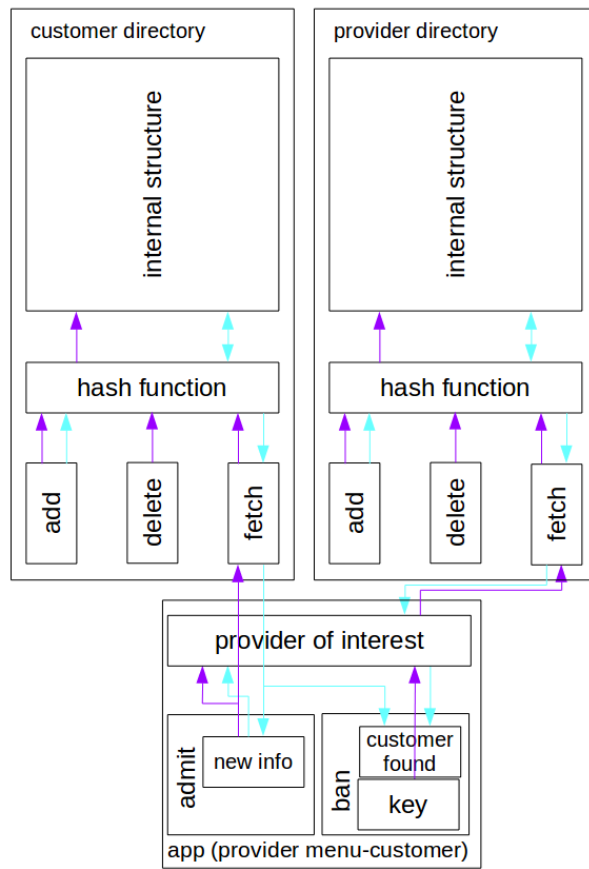 customer directory
provider directory
internal structure
internal structure
hash function
hash function
add
delete
fetch
add
delete
fetch
provider of interest
admit
new info
ban
customer
found
key
app (provider menu-customer)